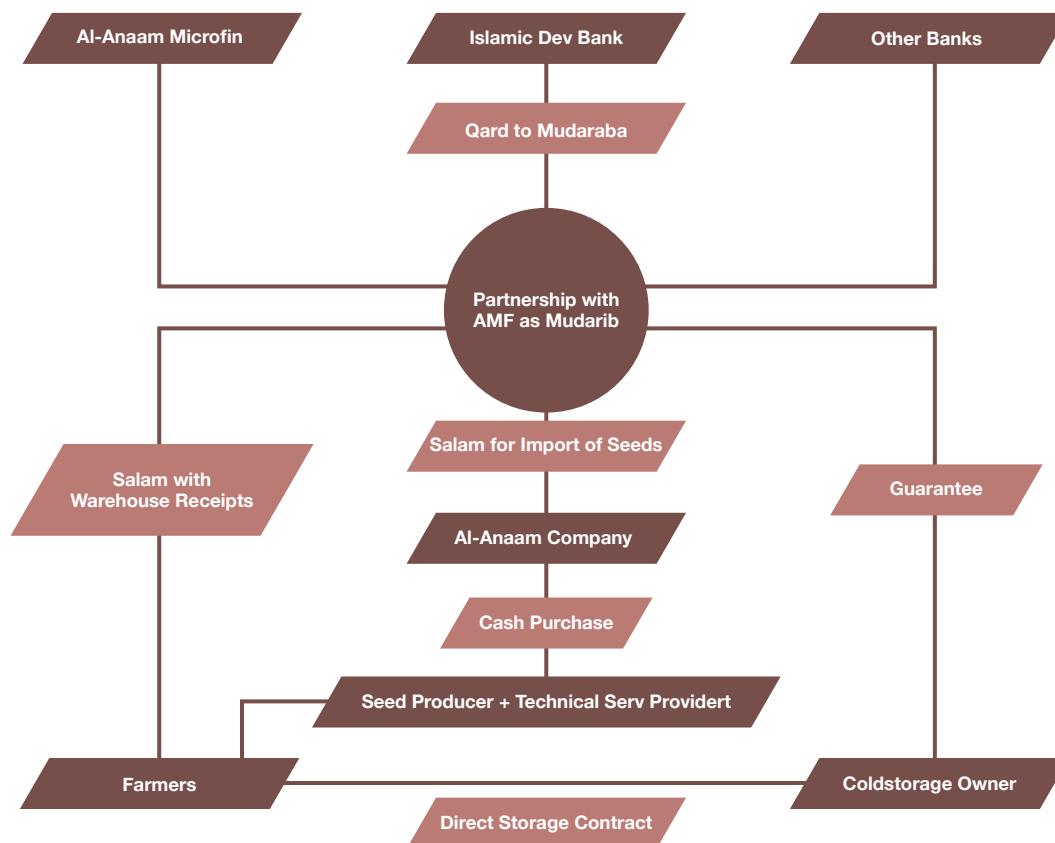 Al-Anaam Microfin
Islamic Dev Bank
Other Banks
Qard to Mudaraba
Partnership with
AMF as Mudarib
Salam for Import of Seeds
Salam with
Warehouse Receipts
Guarantee
Al-Anaam Company
Cash Purchase
Seed Producer + Technical Serv Providert
Farmers
Coldstorage Owner
Direct Storage Contract